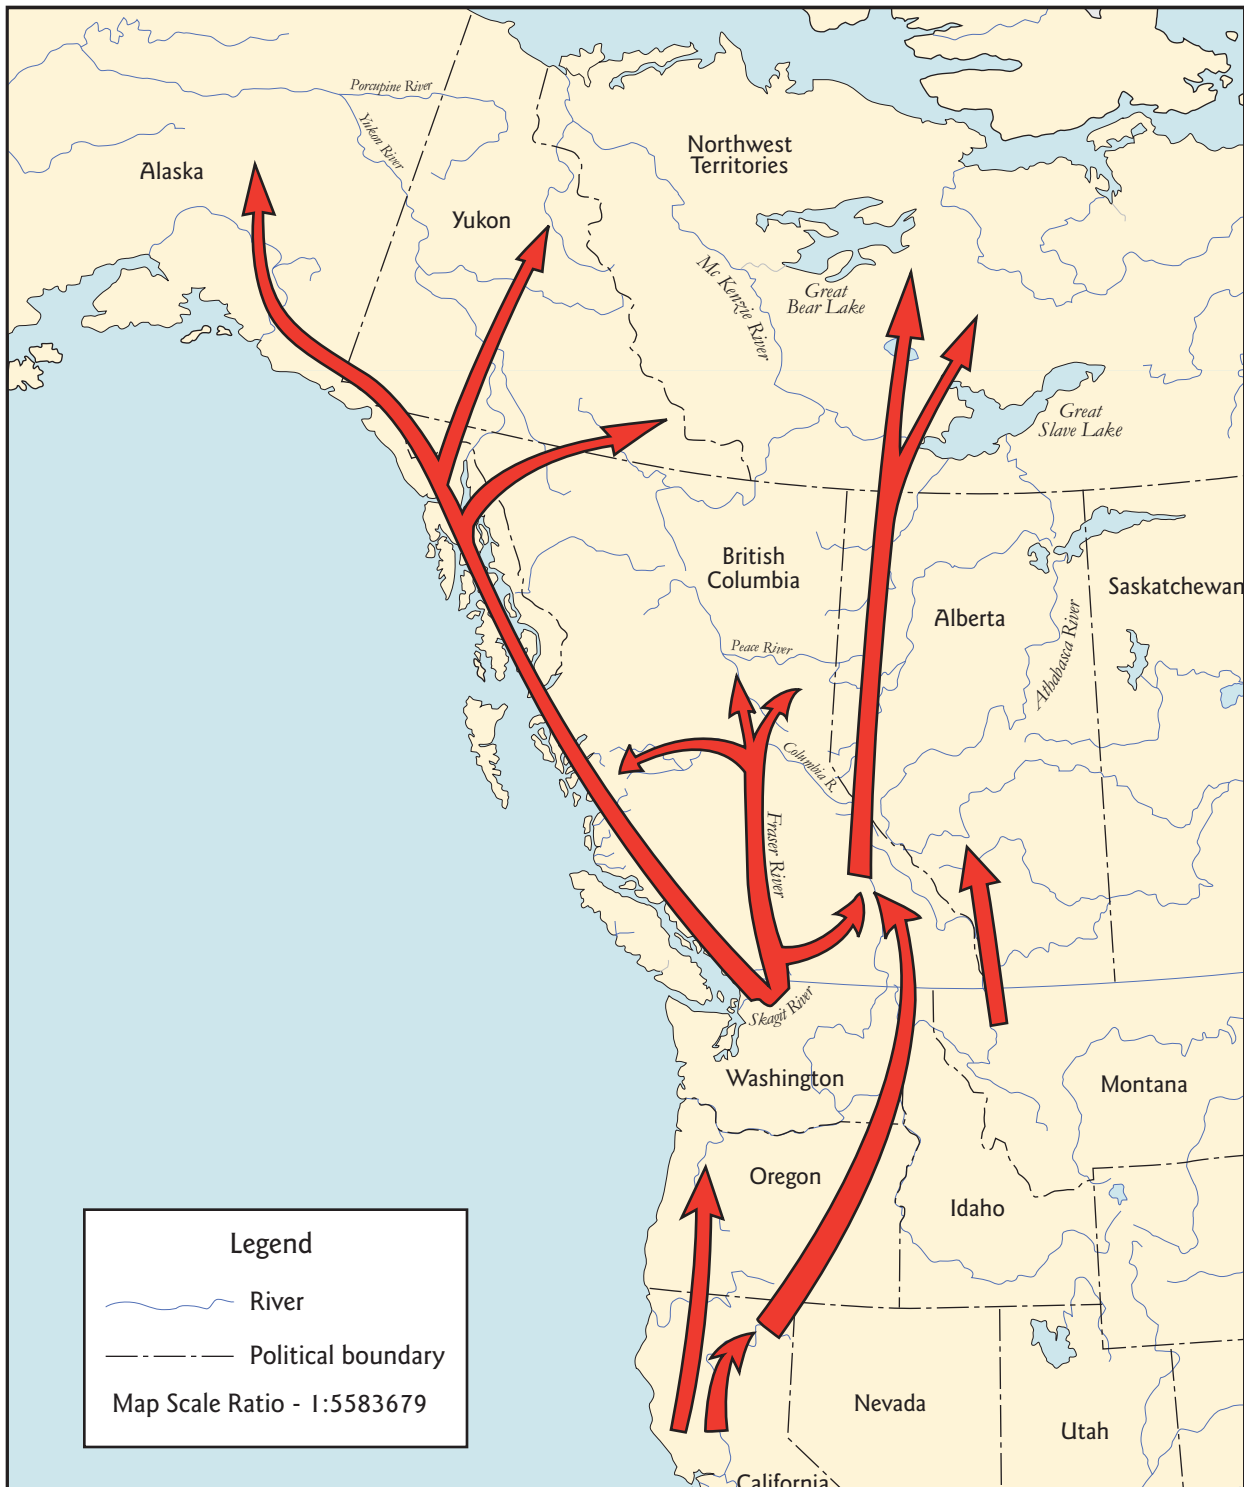 Porcupine River
Yukon River
Alaska
Yukon
Northwest
Territories
Mc Kenzie River
Great
Bear Lake
Great
Slave Lake
British
Columbia
Alberta
Saskatchewan
Athabasca River
Peace River
Columbia R.
Fraser River
Skagit River
Washington
Montana
Oregon
Idaho
Nevada
Utah
California
Legend
River
Political boundary
Map Scale Ratio - 1:5583679